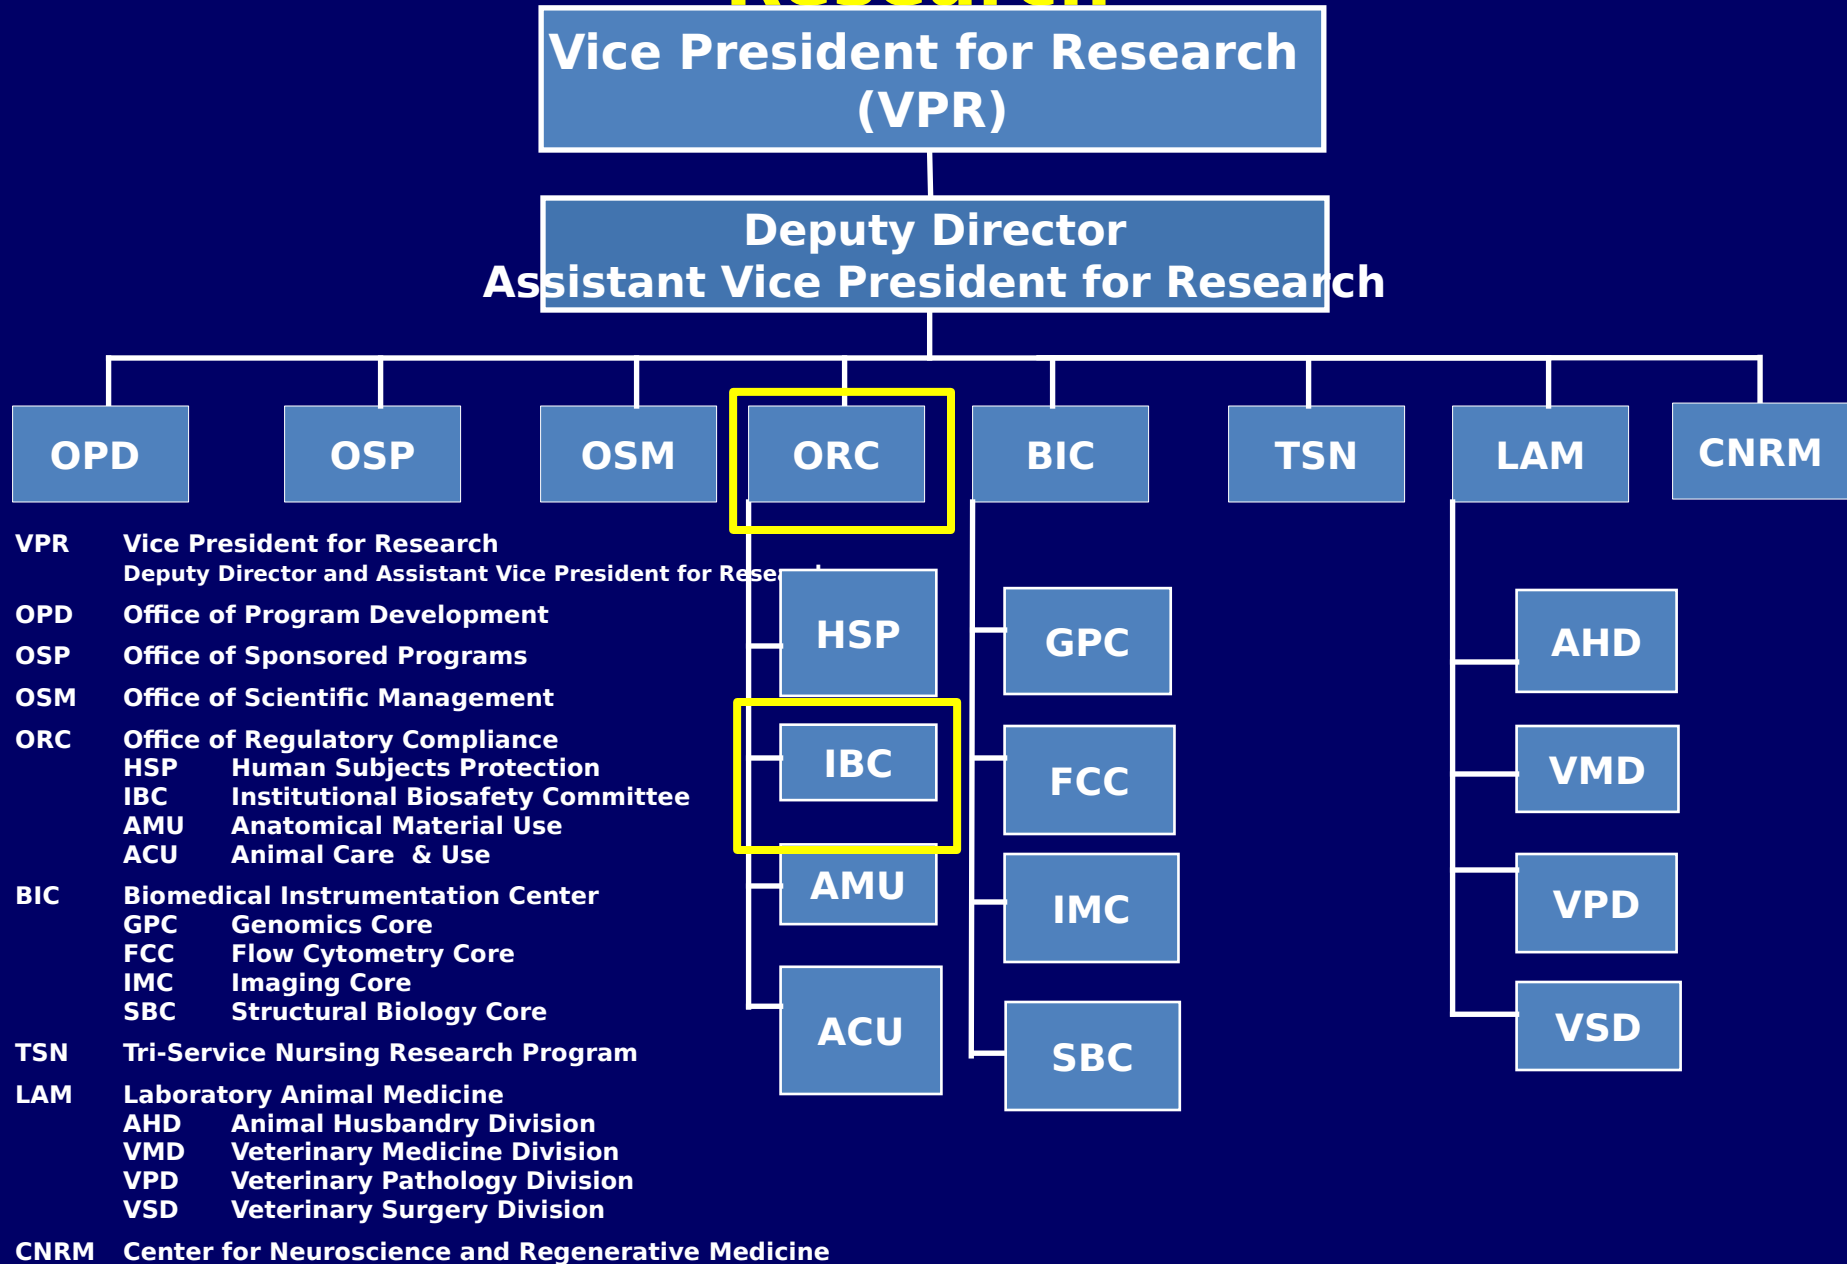 Research
Vice President for Research
(VPR)
Deputy Director
Assistant Vice President for Research
OPD
OSP
OSM
ORC
BIC
TSN
LAM
CNRM
HSP
IBC
AMU
ACU
GPC
FCC
IMC
SBC
AHD
VMD
VPD
VSD
VPR Vice President for Research
Deputy Director and Assistant Vice President for Research
OPD Office of Program Development
OSP Office of Sponsored Programs
OSM Office of Scientific Management
ORC Office of Regulatory Compliance
HSP Human Subjects Protection
IBC Institutional Biosafety Committee
AMU Anatomical Material Use
ACU Animal Care & Use
BIC Biomedical Instrumentation Center
GPC Genomics Core
FCC Flow Cytometry Core
IMC Imaging Core
SBC Structural Biology Core
TSN Tri-Service Nursing Research Program
LAM Laboratory Animal Medicine
AHD Animal Husbandry Division
VMD Veterinary Medicine Division
VPD Veterinary Pathology Division
VSD Veterinary Surgery Division
CNRM Center for Neuroscience and Regenerative Medicine